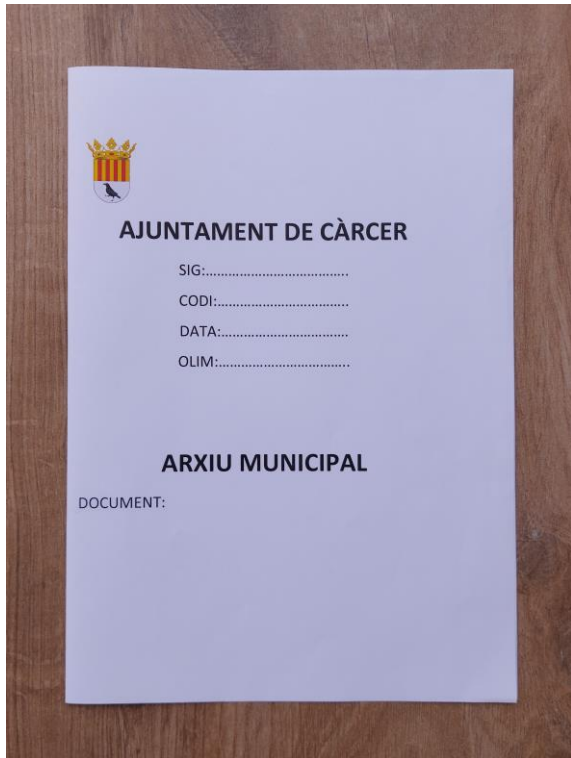 AJUNTAMENT DE CÀRCER
SIG:.....................................
CODI:..................................
DATA:.................................
OLIM:..................................
ARXIU MUNICIPAL
DOCUMENT: